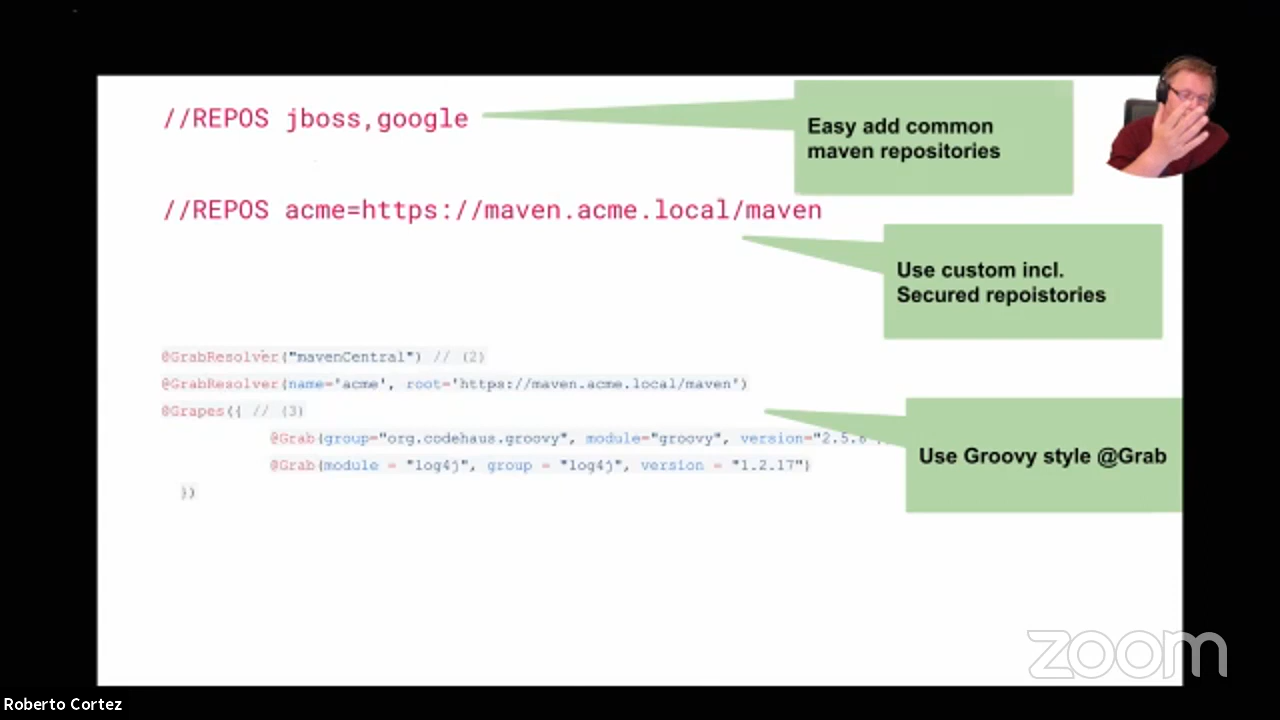 //REPOS jboss,google
Easy add common
maven repositories
//REPOS acme=https://maven.acme.local/maven
Use custom incl.
Secured repoistories
@GrabResolver("mavenCentral") // (2)
@GrabResolver(name='acme', root='https://maven.acme.local/maven')
@Grapes({ // (3)
@Grab(group="org.codehaus.groovy", module="groovy", version="2.5.6
@Grab(module = "log4j", group = "log4j", version = "1.2.17")
})
Use Groovy style @Grab
zoom
Roberto Cortez